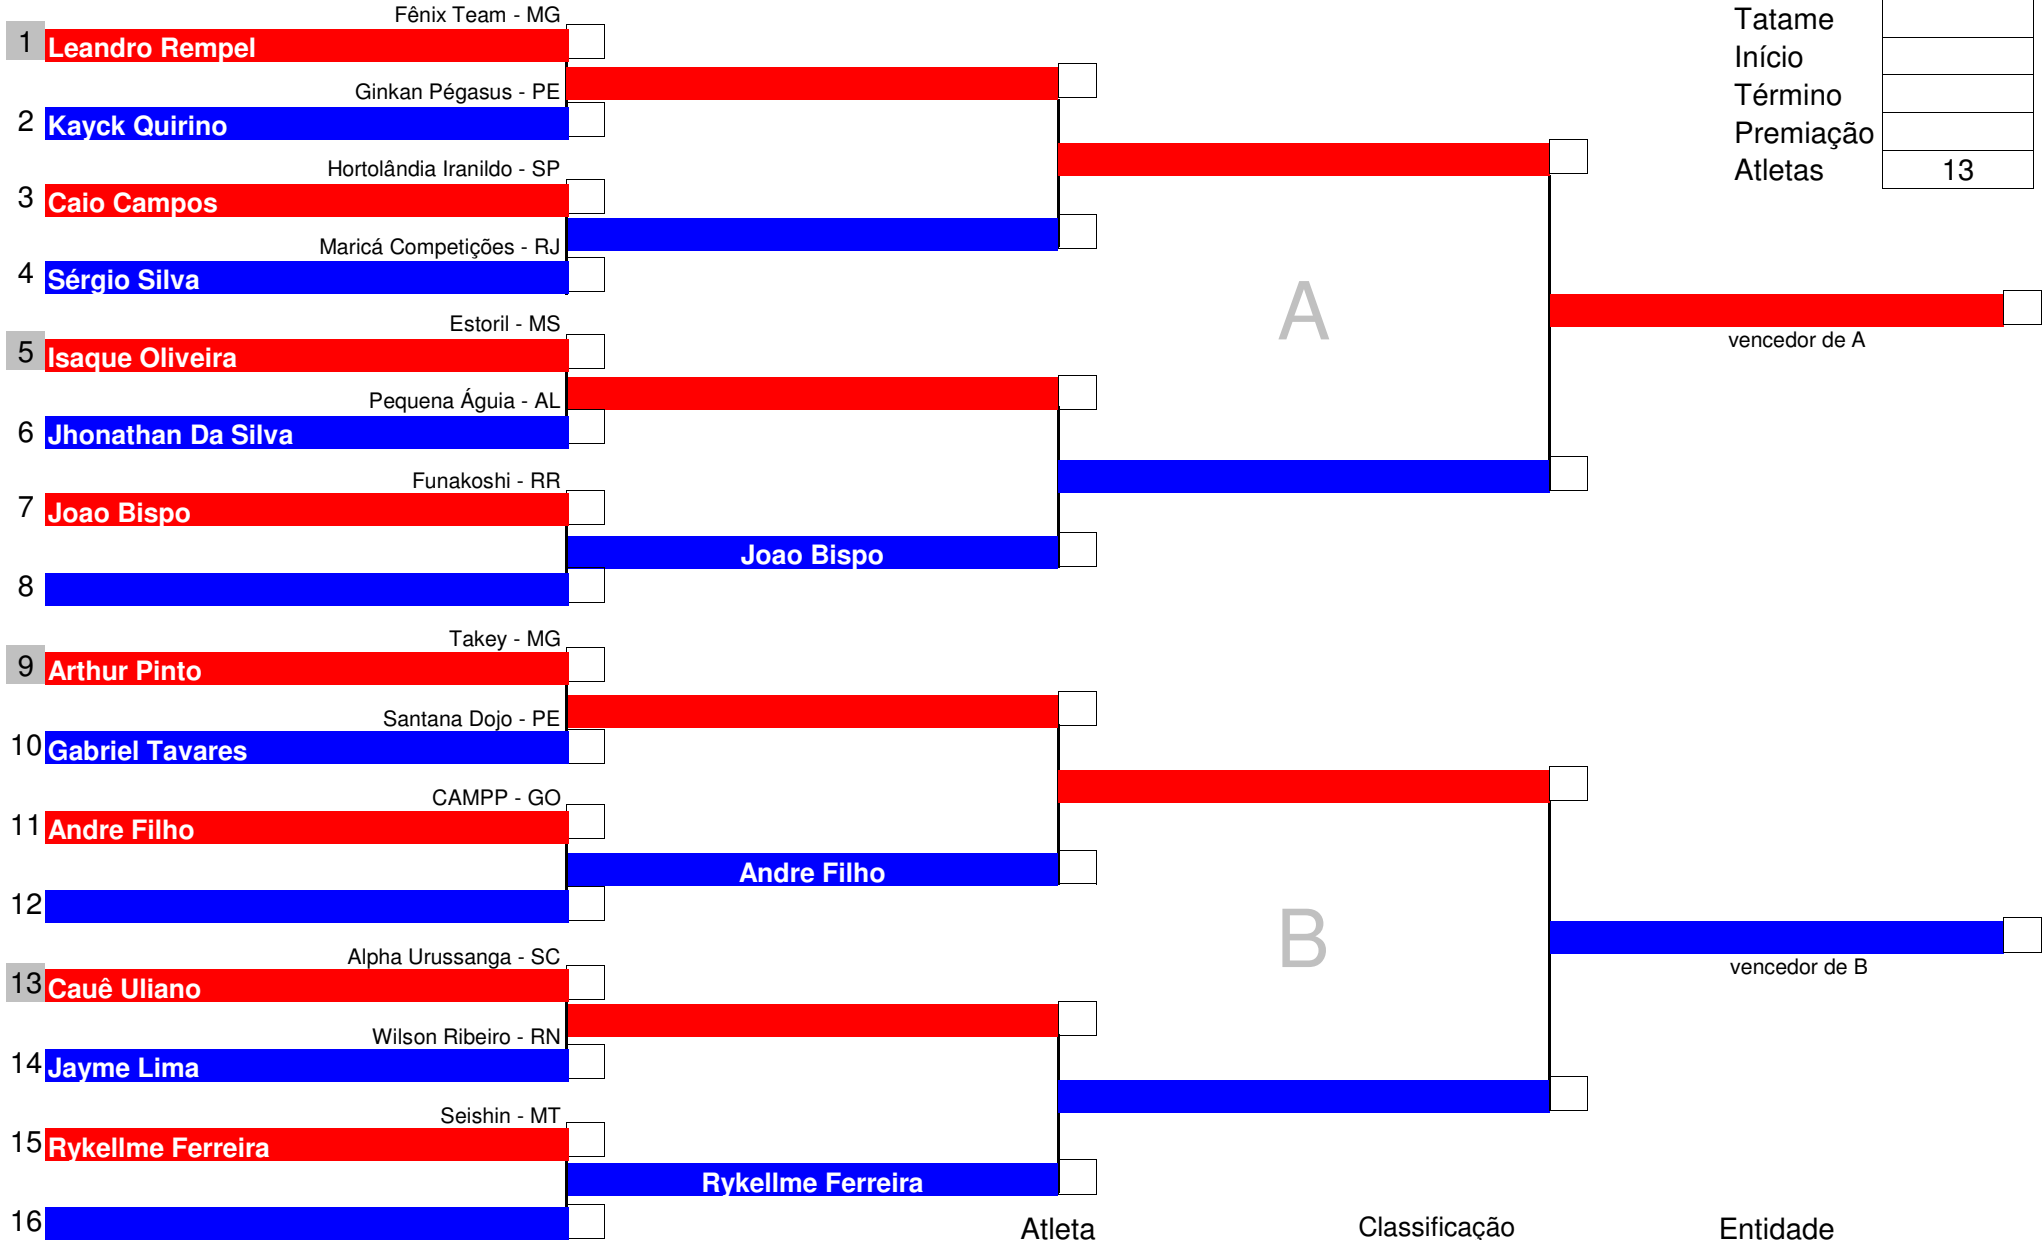 Fênix Team - MG
1 Leandro Rempel
Ginkan Pégasus - PE
2 Kayck Quirino
Hortolândia Iranildo - SP
3 Caio Campos
Maricá Competições - RJ
4 Sérgio Silva
Estoril - MS
5 Isaque Oliveira
Pequena Águia - AL
6 Jhonathan Da Silva
Funakoshi - RR
7 Joao Bispo
Joao Bispo
8
Takey - MG
9 Arthur Pinto
Santana Dojo - PE
10 Gabriel Tavares
CAMPP - GO
11 Andre Filho
Andre Filho
12
Alpha Urussanga - SC
13 Cauê Uliano
Wilson Ribeiro - RN
14 Jayme Lima
Seishin - MT
15 Rykellme Ferreira
Rykellme Ferreira
16
A
vencedor de A
B
vencedor de B
Tatame
Início
Término
Premiação
Atletas 13
Atleta Classificação Entidade